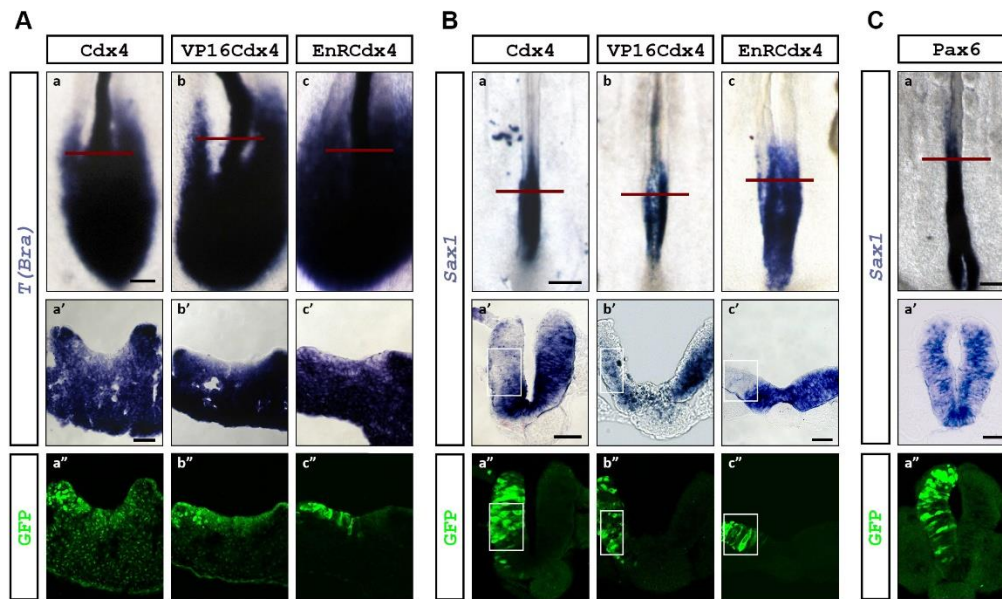 A
B
C
Cdx4
VP16Cdx4
EnRCdx4
Cdx4
VP16Cdx4
EnRCdx4
Pax6
T(Bra)
a
b
c
Sax1
a
b
c
Sax1
a
a'
b'
c'
a'
b'
c'
a'
GFP
a"
b"
c"
GFP
a"
b"
c"
GFP
a"